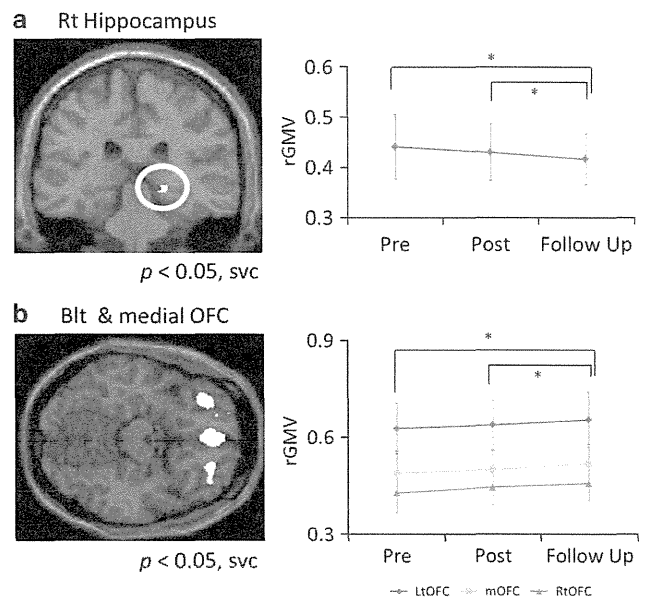 a Rt Hippocampus
p < 0.05, svc
*
*
0.6
0.5
0.4
0.3
rGMV
Pre Post Follow Up
b Blt & medial OFC
p < 0.05, svc
*
*
0.9
0.6
0.3
rGMV
Pre Post Follow Up
LtOFC mOFC RtOFC